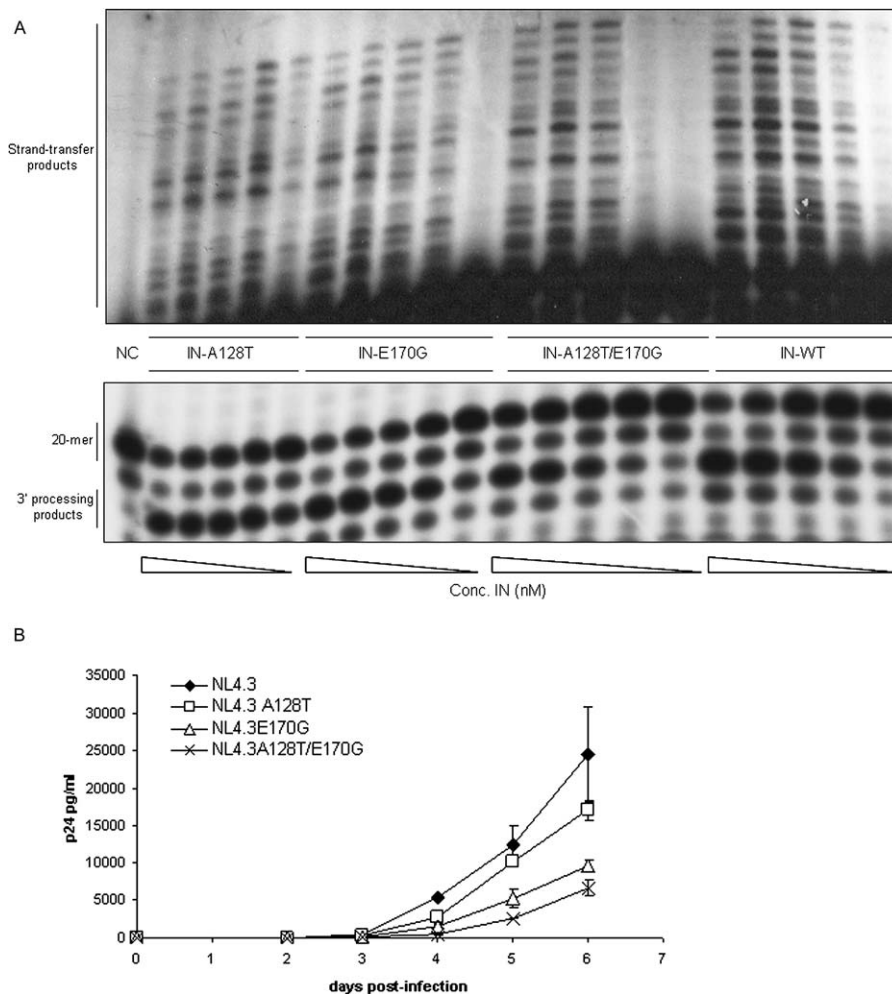 A
Strand-transfer
products
NC IN-A128T IN-E170G IN-A128T/E170G IN-WT
20-mer
3' processing
products
Conc. IN (nM)
B
NL4.3
NL4.3 A128T
NL4.3E170G
NL4.3A128T/E170G
35000
30000
25000
20000
15000
10000
5000
0
p24 pg/ml
0 1 2 3 4 5 6 7
days post-infection